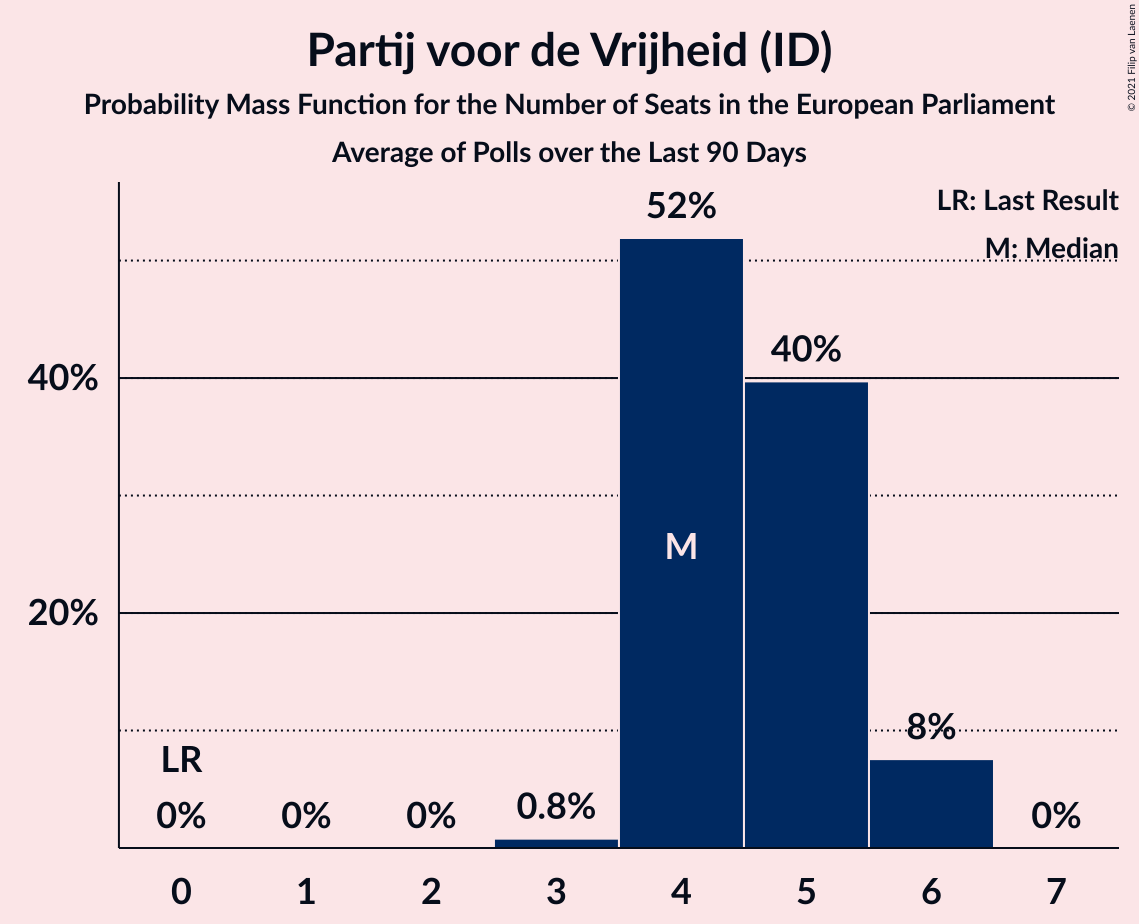 Partij voor de Vrijheid (ID)
Probability Mass Function for the Number of Seats in the European Parliament
Average of Polls over the Last 90 Days
© 2021 Filip van Laenen
LR: Last Result
M: Median
52%
40%
40%
20%
M
LR
0%
0%
0%
0.8%
8%
0%
0
1
2
3
4
5
6
7